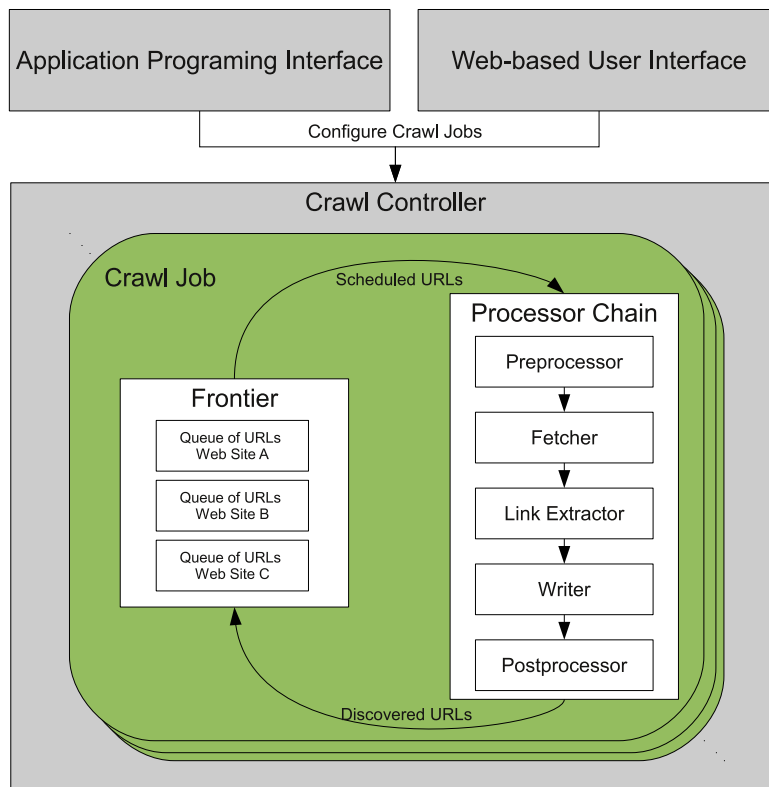 Application Programing Interface
Web-based User Interface
Configure Crawl Jobs
Crawl Controller
Crawl Job
Scheduled URLs
Processor Chain
Preprocessor
Fetcher
Link Extractor
Writer
Postprocessor
Frontier
Queue of URLs
Web Site A
Queue of URLs
Web Site B
Queue of URLs
Web Site C
Discovered URLs